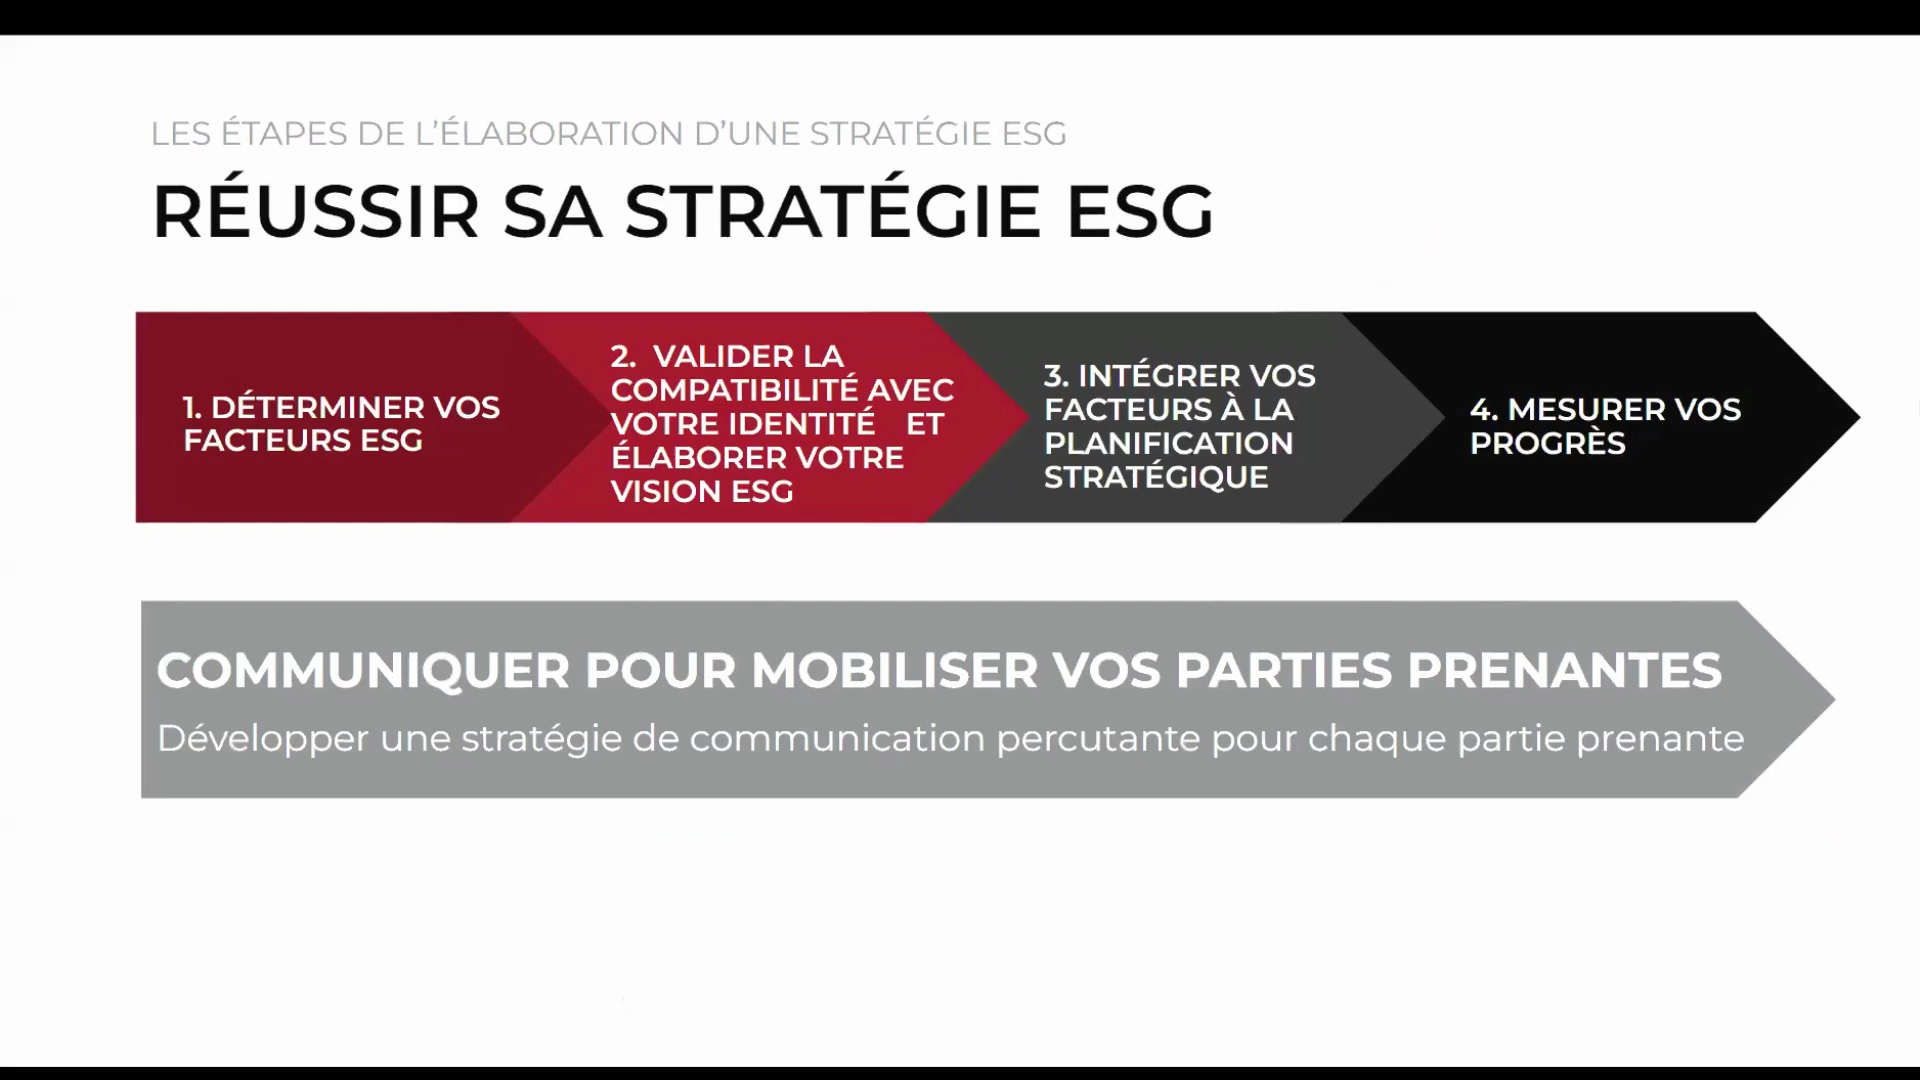 LES ÉTAPES DE L’ÉLABORATION D’UNE STRATÉGIE ESG
RÉUSSIR SA STRATÉGIE ESG
1. DÉTERMINER VOS
FACTEURS ESG
2. VALIDER LA
COMPATIBILITÉ AVEC
VOTRE IDENTITÉ ET
ÉLABORER VOTRE
VISION ESG
3. INTÉGRER VOS
FACTEURS À LA
PLANIFICATION
STRATÉGIQUE
4. MESURER VOS
PROGRÈS
COMMUNIQUER POUR MOBILISER VOS PARTIES PRENANTES
Développer une stratégie de communication percutante pour chaque partie prenante